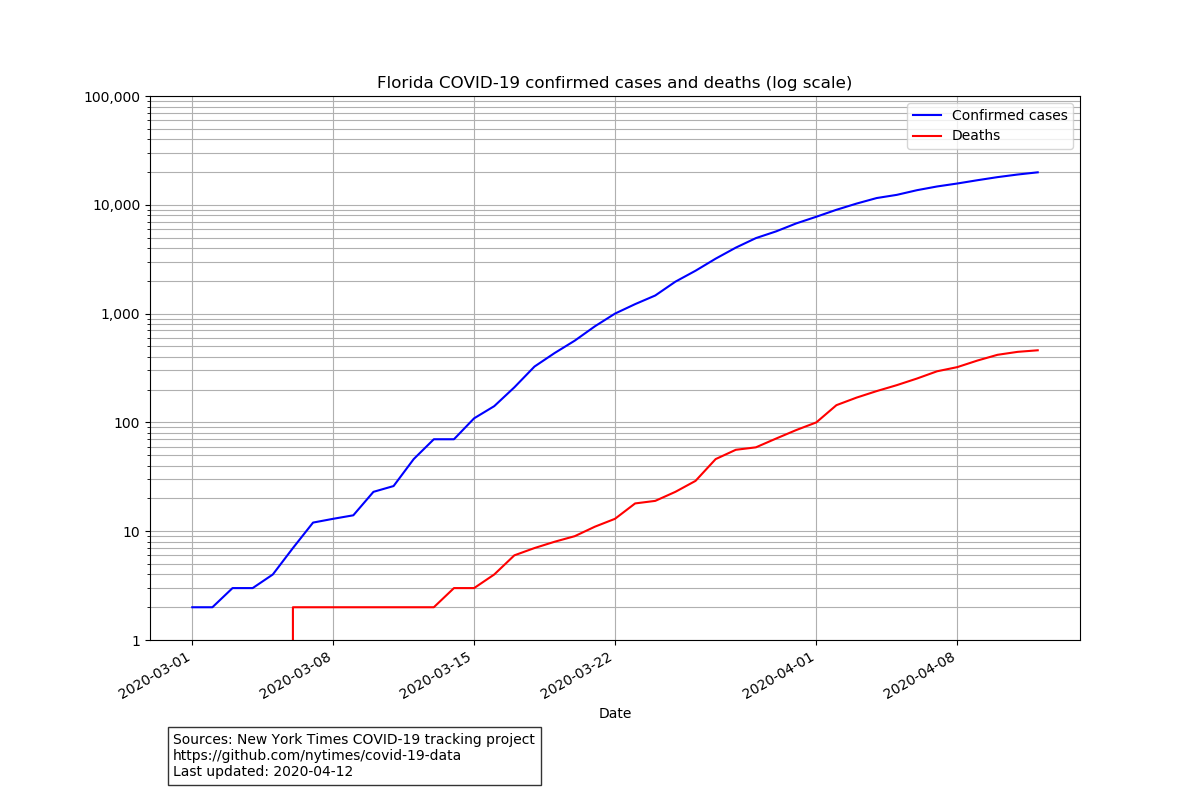 Florida COVID-19 confirmed cases and deaths (log scale)
100,000
10,000
1,000
100
10
1
Confirmed cases
Deaths
2020-03-01
2020-03-08
2020-03-15
2020-03-22
2020-04-01
2020-04-08
Date
Sources: New York Times COVID-19 tracking project
https://github.com/nytimes/covid-19-data
Last updated: 2020-04-12